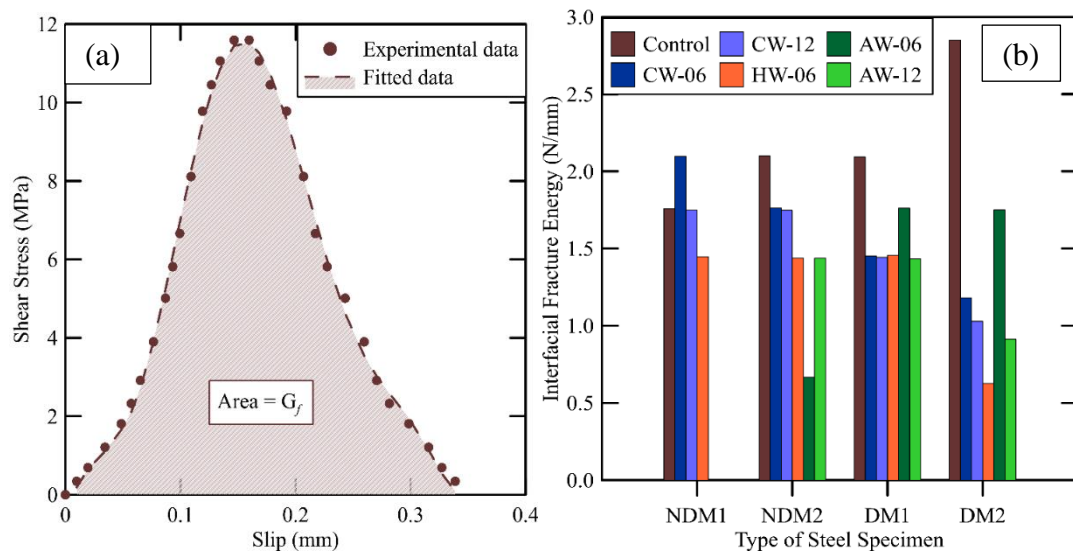 (a)
Experimental data
Fitted data
Area = Gf
Shear Stress (MPa)
12
10
8
6
4
2
0
0 0.1 0.2 0.3 0.4
Slip (mm)
(b)
Control CW-12 AW-06
CW-06 HW-06 AW-12
Interfacial Fracture Energy (N/mm)
3.0
2.5
2.0
1.5
1.0
0.5
0.0
NDM1 NDM2 DM1 DM2
Type of Steel Specimen